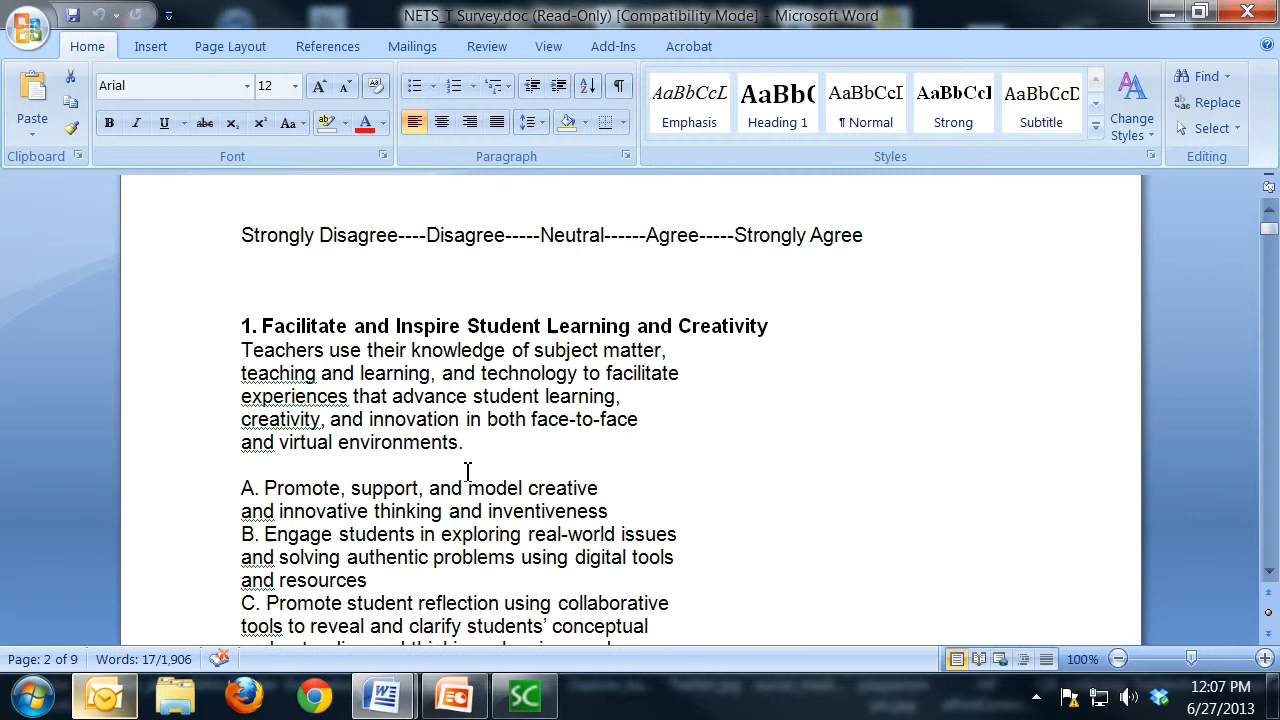 NETS_T Survey.doc (Read-Only) [Compatibility Mode] - Microsoft Word
Home Insert Page Layout References Mailings Review View Add-Ins Acrobat
Paste
Clipboard
Arial 12
Font
Paragraph
AaBbCcL AaBb( AaBbCcI AaBbCcI AaBbCcD
Emphasis Heading 1 ¶ Normal Strong Subtitle
Change Styles
Styles
Find
Replace
Select
Editing
Strongly Disagree----Disagree-----Neutral------Agree-----Strongly Agree
1. Facilitate and Inspire Student Learning and Creativity
Teachers use their knowledge of subject matter,
teaching and learning, and technology to facilitate
experiences that advance student learning,
creativity, and innovation in both face-to-face
and virtual environments.
A. Promote, support, and model creative
and innovative thinking and inventiveness
B. Engage students in exploring real-world issues
and solving authentic problems using digital tools
and resources
C. Promote student reflection using collaborative
tools to reveal and clarify students’ conceptual
Page: 2 of 9 Words: 17/1,906 100%
SC
12:07 PM
6/27/2013